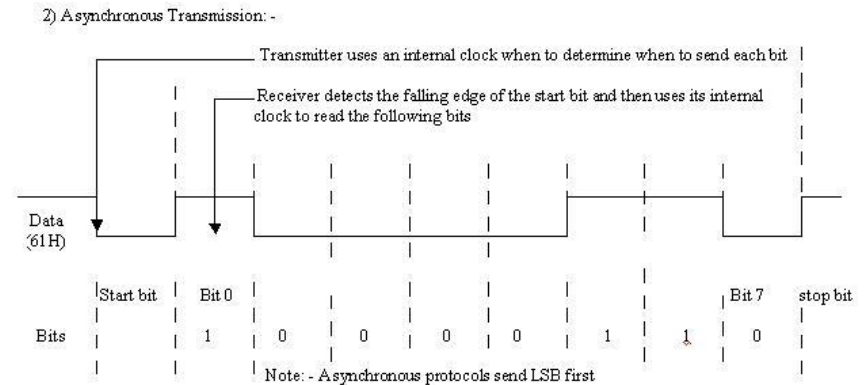 2) Asynchronous Transmission: -
Transmitter uses an internal clock when to determine when to send each bit
Receiver detects the falling edge of the start bit and then uses its internal
clock to read the following bits
Data
(61H)
Start bit Bit 0 Bit 7 stop bit
Bits 1 0 0 0 0 1 1 0
Note: - Asynchronous protocols send LSB first